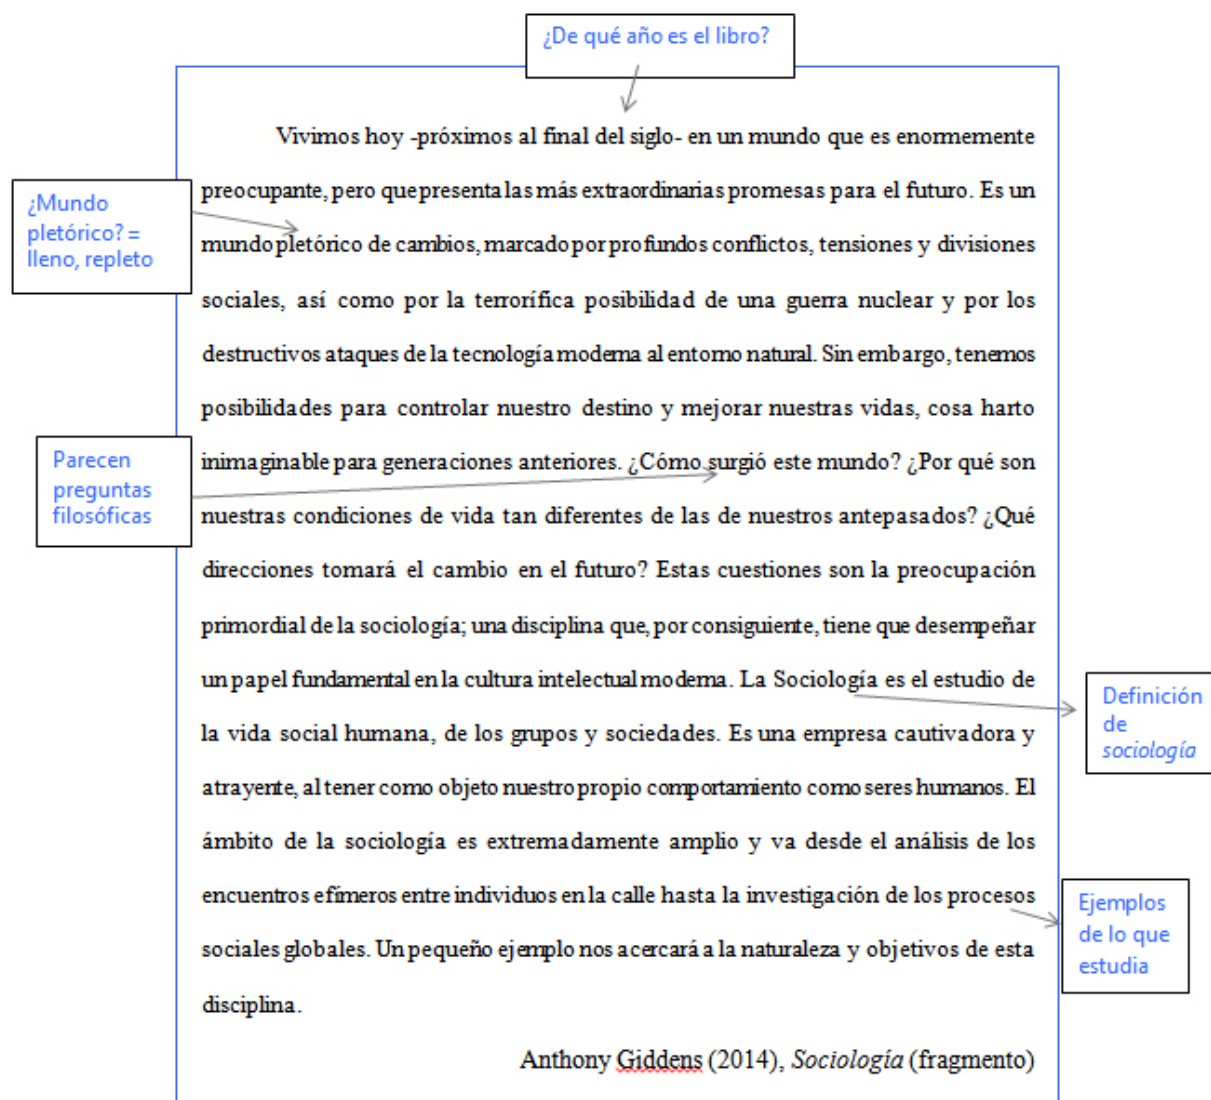 ¿De qué año es el libro?
Vivimos hoy -próximos al final del siglo- en un mundo que es enormemente
preocupante, pero que presenta las más extraordinarias promesas para el futuro. Es un
¿Mundo
pletórico? =
lleno, repleto
mundo pletórico de cambios, marcado por profundos conflictos, tensiones y divisiones
sociales, así como por la terrorífica posibilidad de una guerra nuclear y por los
destructivos ataques de la tecnología moderna al entorno natural. Sin embargo, tenemos
posibilidades para controlar nuestro destino y mejorar nuestras vidas, cosa harto
Parecen
preguntas
filosóficas
inimaginable para generaciones anteriores. ¿Cómo surgió este mundo? ¿Por qué son
nuestras condiciones de vida tan diferentes de las de nuestros antepasados? ¿Qué
direcciones tomará el cambio en el futuro? Estas cuestiones son la preocupación
primordial de la sociología; una disciplina que, por consiguiente, tiene que desempeñar
un papel fundamental en la cultura intelectual moderna. La Sociología es el estudio de
la vida social humana, de los grupos y sociedades. Es una empresa cautivadora y
Definición
de
sociología
atrayente, al tener como objeto nuestro propio comportamiento como seres humanos. El
ámbito de la sociología es extremadamente amplio y va desde el análisis de los
encuentros efímeros entre individuos en la calle hasta la investigación de los procesos
Ejemplos
de lo que
estudia
sociales globales. Un pequeño ejemplo nos acercará a la naturaleza y objetivos de esta
disciplina.
Anthony Giddens (2014), Sociología (fragmento)